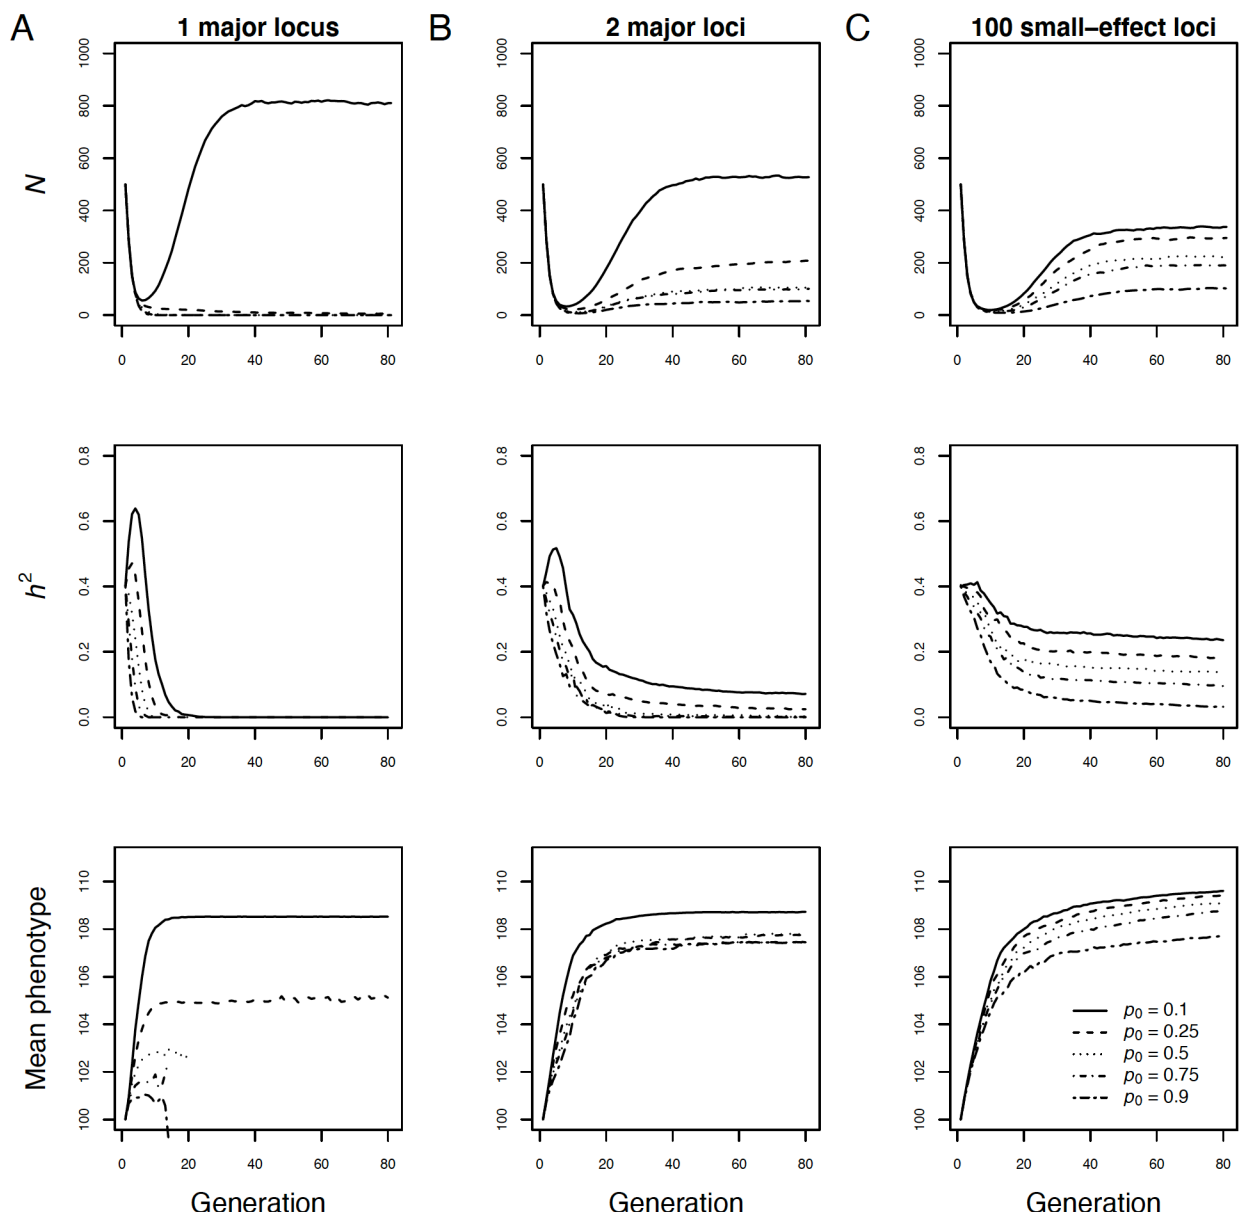 A
1 major locus
B
2 major loci
C
100 small−effect loci
N
0 200 400 600 800 1000
0 20 40 60 80
0 200 400 600 800 1000
0 20 40 60 80
0 200 400 600 800 1000
0 20 40 60 80
h2
0.0 0.2 0.4 0.6 0.8
0 20 40 60 80
0.0 0.2 0.4 0.6 0.8
0 20 40 60 80
0.0 0.2 0.4 0.6 0.8
0 20 40 60 80
Mean phenotype
100 102 104 106 108 110
0 20 40 60 80
Generation
100 102 104 106 108 110
0 20 40 60 80
Generation
100 102 104 106 108 110
p0 = 0.1
p0 = 0.25
p0 = 0.5
p0 = 0.75
p0 = 0.9
0 20 40 60 80
Generation